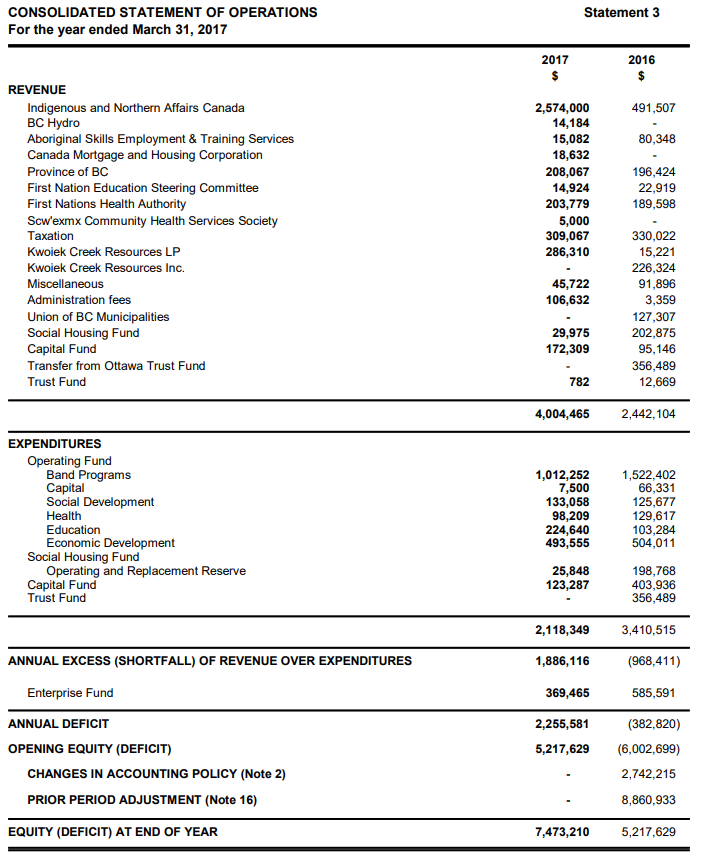 CONSOLIDATED STATEMENT OF OPERATIONS Statement 3
For the year ended March 31, 2017
2017 2016
$ $
REVENUE
Indigenous and Northern Affairs Canada 2,574,000 491,507
BC Hydro 14,184 -
Aboriginal Skills Employment & Training Services 15,082 80,348
Canada Mortgage and Housing Corporation 18,632 -
Province of BC 208,067 196,424
First Nation Education Steering Committee 14,924 22,919
First Nations Health Authority 203,779 189,598
Scw'exmx Community Health Services Society 5,000 -
Taxation 309,067 330,022
Kwoiek Creek Resources LP 286,310 15,221
Kwoiek Creek Resources Inc. - 226,324
Miscellaneous 45,722 91,896
Administration fees 106,632 3,359
Union of BC Municipalities - 127,307
Social Housing Fund 29,975 202,875
Capital Fund 172,309 95,146
Transfer from Ottawa Trust Fund - 356,489
Trust Fund 782 12,669
4,004,465 2,442,104
EXPENDITURES
Operating Fund
Band Programs 1,012,252 1,522,402
Capital 7,500 66,331
Social Development 133,058 125,677
Health 98,209 129,617
Education 224,640 103,284
Economic Development 493,555 504,011
Social Housing Fund
Operating and Replacement Reserve 25,848 198,768
Capital Fund 123,287 403,936
Trust Fund - 356,489
2,118,349 3,410,515
ANNUAL EXCESS (SHORTFALL) OF REVENUE OVER EXPENDITURES 1,886,116 (968,411)
Enterprise Fund 369,465 585,591
ANNUAL DEFICIT 2,255,581 (382,820)
OPENING EQUITY (DEFICIT) 5,217,629 (6,002,699)
CHANGES IN ACCOUNTING POLICY (Note 2) - 2,742,215
PRIOR PERIOD ADJUSTMENT (Note 16) - 8,860,933
EQUITY (DEFICIT) AT END OF YEAR 7,473,210 5,217,629